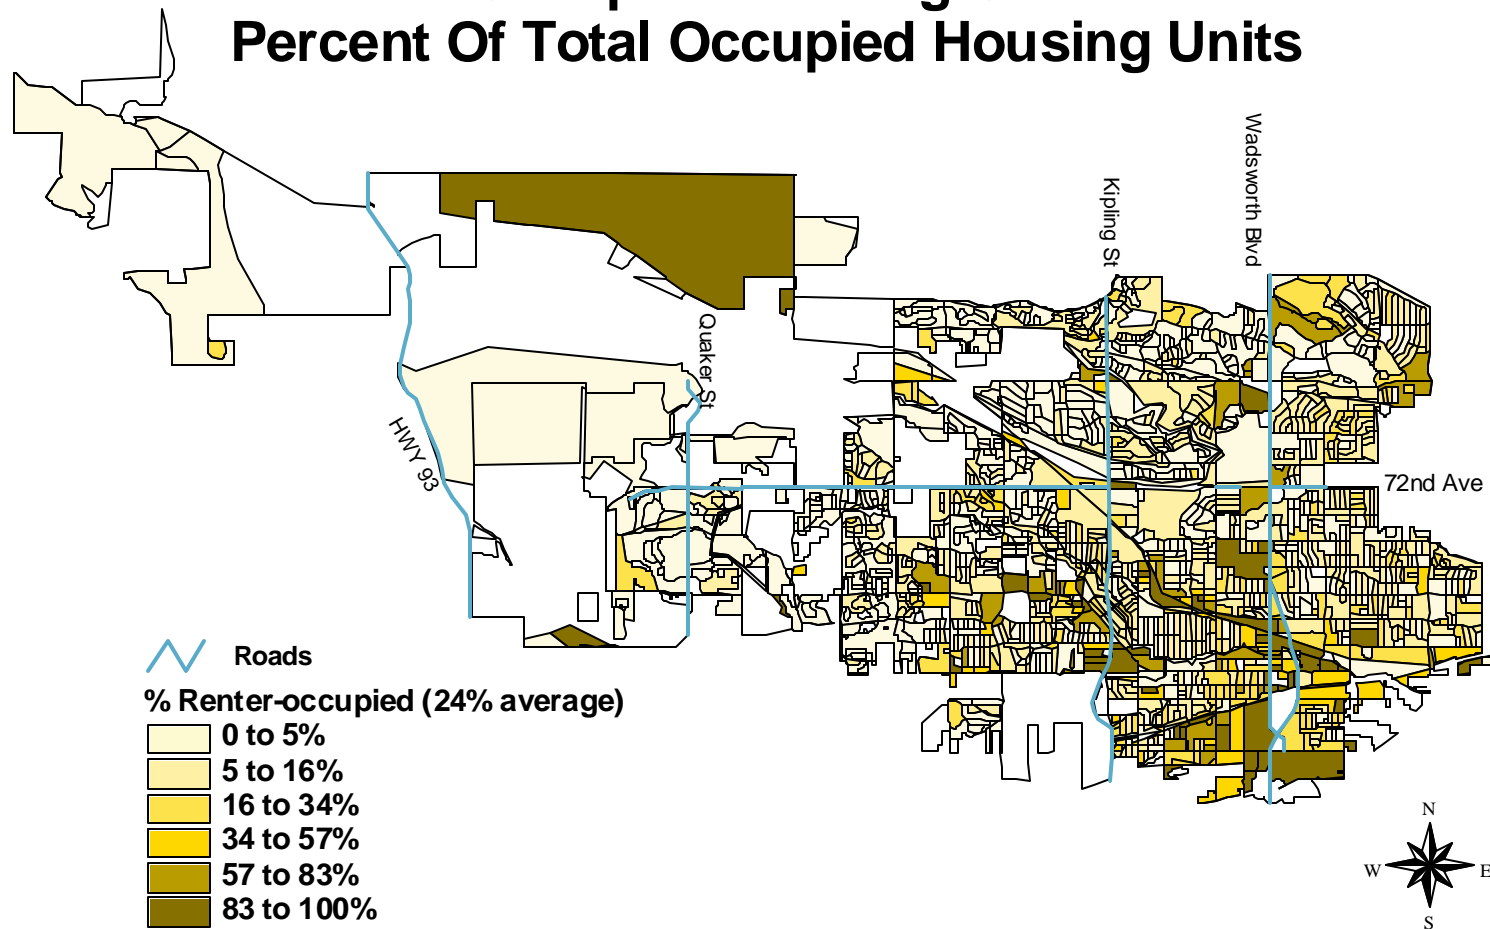 Percent Of Total Occupied Housing Units
Wadsworth Blvd
Kipling St
Quaker St
HWY 93
72nd Ave
Roads
% Renter-occupied (24% average)
0 to 5%
5 to 16%
16 to 34%
34 to 57%
57 to 83%
83 to 100%
N
W
E
S